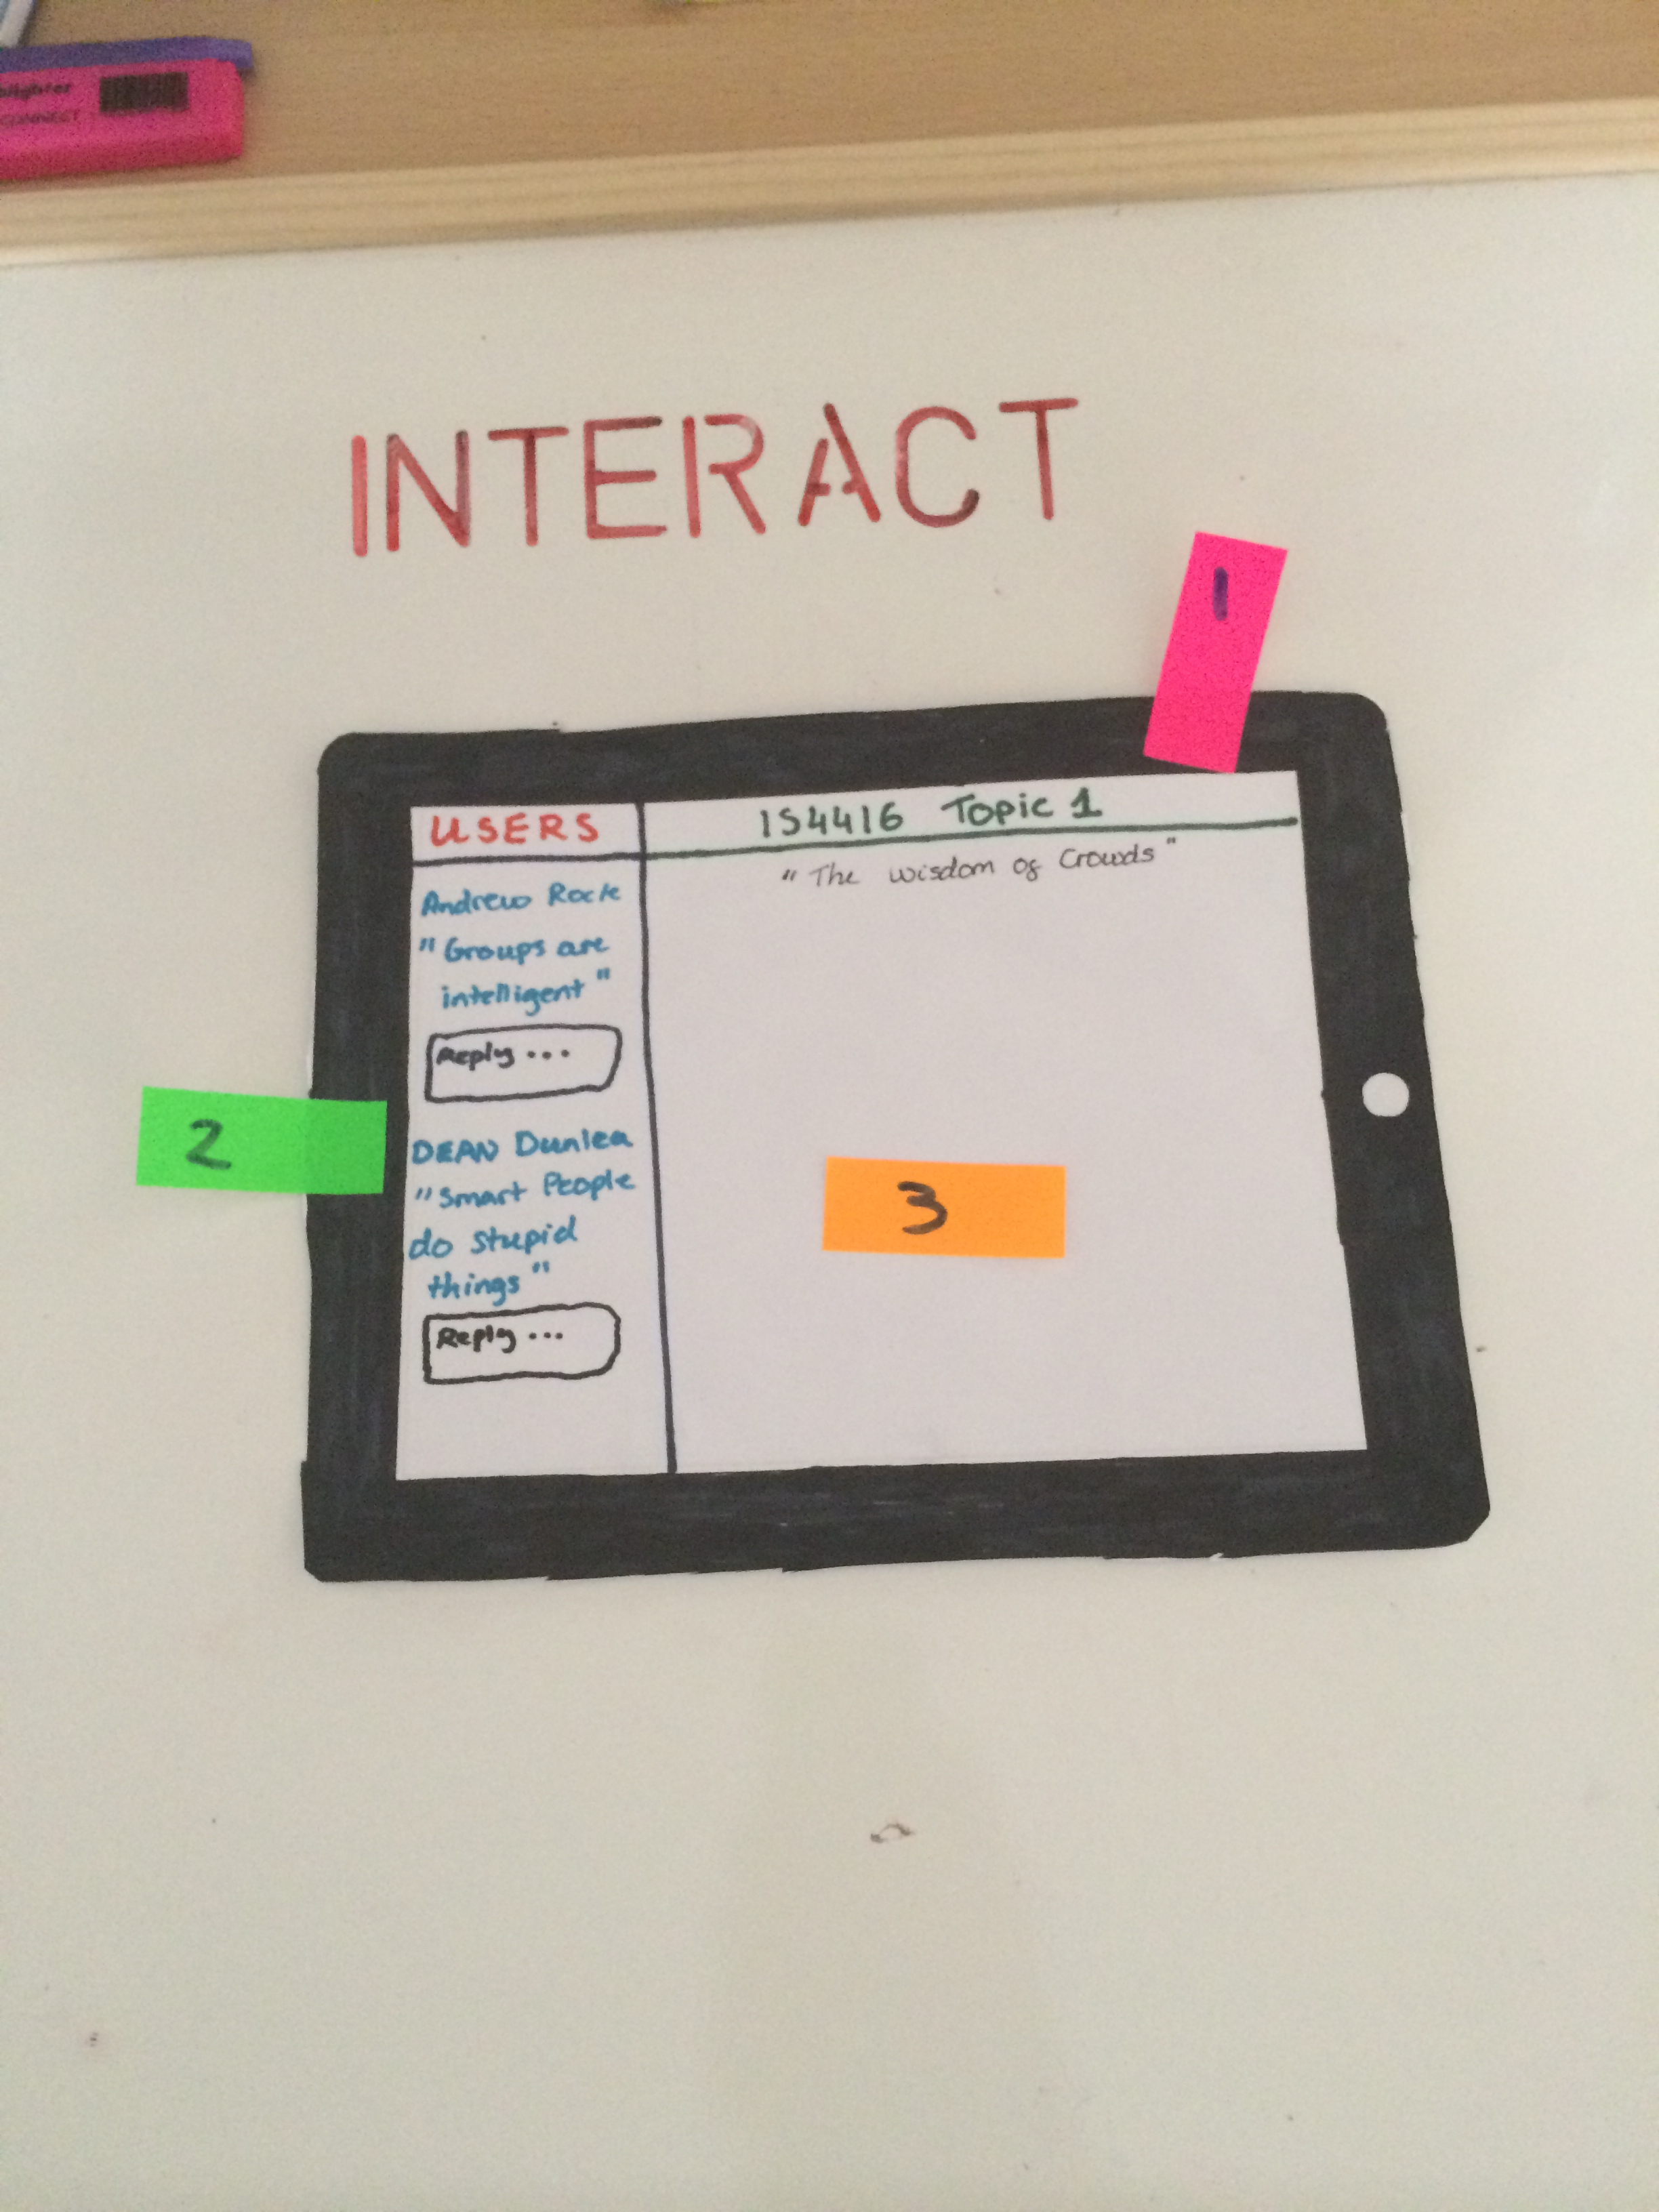 CONNECT
INTERACT
1
USERS
IS4416 Topic 1
"The wisdom of Crowds"
Andrew Rock
"Groups are
intelligent"
Reply...
2
DEAN Dunlea
"Smart People
do stupid
things"
Reply...
3